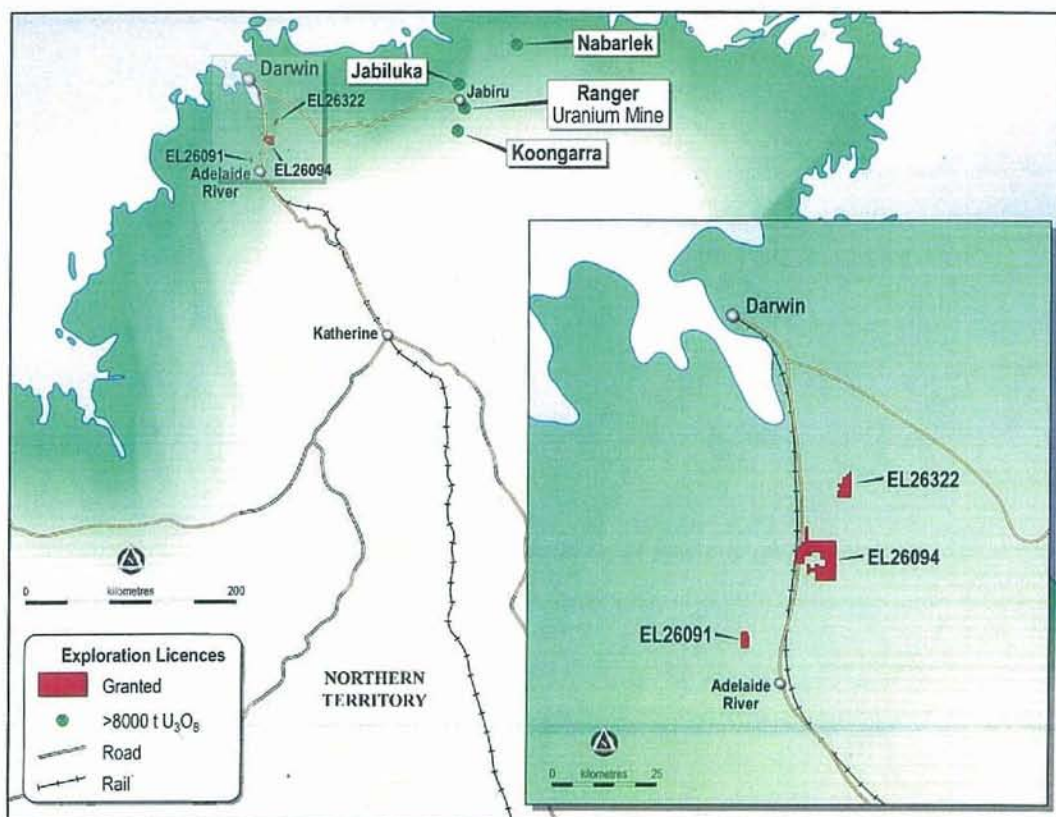 Darwin
Nabarlek
Jabiluka
Jabiru
EL26322
Ranger
Uranium Mine
Koongarra
EL26091
EL26094
Adelaide
River
Katherine
0 kilometres 200
Exploration Licences
Granted
>8000 t U₃O₈
Road
Rail
NORTHERN
TERRITORY
Darwin
EL26322
EL26094
EL26091
Adelaide
River
0 kilometres 25